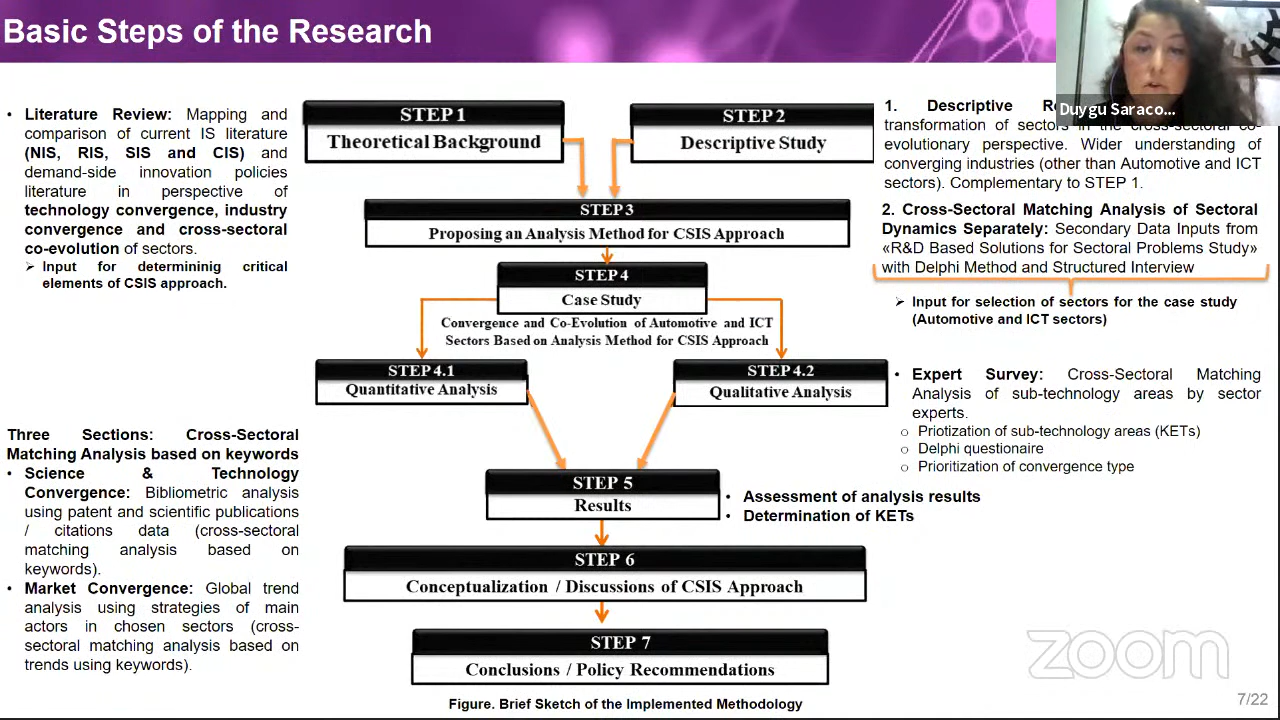 Basic Steps of the Research
Duygu Saraco...
• Literature Review: Mapping and
comparison of current IS literature
(NIS, RIS, SIS and CIS) and
demand-side innovation policies
literature in perspective of
technology convergence, industry
convergence and cross-sectoral
co-evolution of sectors.
➢ Input for determininig critical
elements of CSIS approach.
STEP 1
Theoretical Background
STEP 2
Descriptive Study
STEP 3
Proposing an Analysis Method for CSIS Approach
STEP 4
Case Study
Convergence and Co-Evolution of Automotive and ICT
Sectors Based on Analysis Method for CSIS Approach
STEP 4.1
Quantitative Analysis
STEP 4.2
Qualitative Analysis
STEP 5
Results
• Assessment of analysis results
• Determination of KETs
STEP 6
Conceptualization / Discussions of CSIS Approach
STEP 7
Conclusions / Policy Recommendations
Figure. Brief Sketch of the Implemented Methodology
1. Descriptive
transformation of sectors in the cross-sectoral co-
evolutionary perspective. Wider understanding of
converging industries (other than Automotive and ICT
sectors). Complementary to STEP 1.
2. Cross-Sectoral Matching Analysis of Sectoral
Dynamics Separately: Secondary Data Inputs from
«R&D Based Solutions for Sectoral Problems Study»
with Delphi Method and Structured Interview
➢ Input for selection of sectors for the case study
(Automotive and ICT sectors)
• Expert Survey: Cross-Sectoral Matching
Analysis of sub-technology areas by sector
experts.
o Priotization of sub-technology areas (KETs)
o Delphi questionaire
o Prioritization of convergence type
Three Sections: Cross-Sectoral
Matching Analysis based on keywords
• Science & Technology
Convergence: Bibliometric analysis
using patent and scientific publications
/ citations data (cross-sectoral
matching analysis based on
keywords).
• Market Convergence: Global trend
analysis using strategies of main
actors in chosen sectors (cross-
sectoral matching analysis based on
trends using keywords).
zoom
7/22